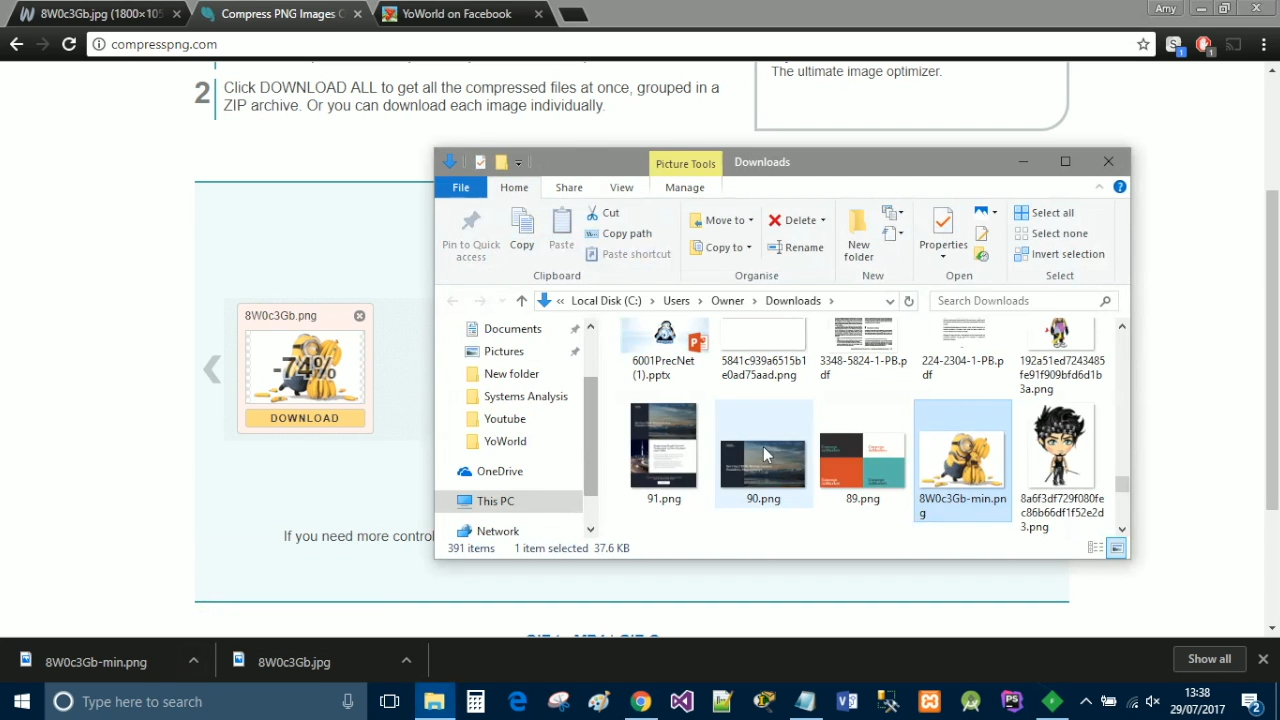 8W0c3Gb.jpg (1800×105
Compress PNG Images O
YoWorld on Facebook
Amy
compresspng.com
1
1
2
Click DOWNLOAD ALL to get all the compressed files at once, grouped in a
ZIP archive. Or you can download each image individually.
The ultimate image optimizer.
Picture Tools
Downloads
File
Home
Share
View
Manage
Pin to Quick
access
Copy
Paste
Cut
Copy path
Paste shortcut
Clipboard
Move to
Copy to
Delete
Rename
Organise
New
folder
New
Properties
Open
Select all
Select none
Invert selection
Select
« Local Disk (C:) > Users > Owner > Downloads >
Search Downloads
8W0c3Gb.png
-74%
DOWNLOAD
Documents
Pictures
New folder
Systems Analysis
Youtube
YoWorld
OneDrive
This PC
Network
6001PrecNet
(1).pptx
5841c939a6515b1
e0ad75aad.png
3348-5824-1-PB.p
df
224-2304-1-PB.p
df
192a51ed7243485
fe91f909bfd6d1b
3a.png
91.png
90.png
89.png
8W0c3Gb-min.pn
g
8a6f3df729f080fe
c86b66df1f52e2d
3.png
391 items
1 item selected 37.6 KB
If you need more control
8W0c3Gb-min.png
8W0c3Gb.jpg
Show all
Type here to search
13:38
29/07/2017
2